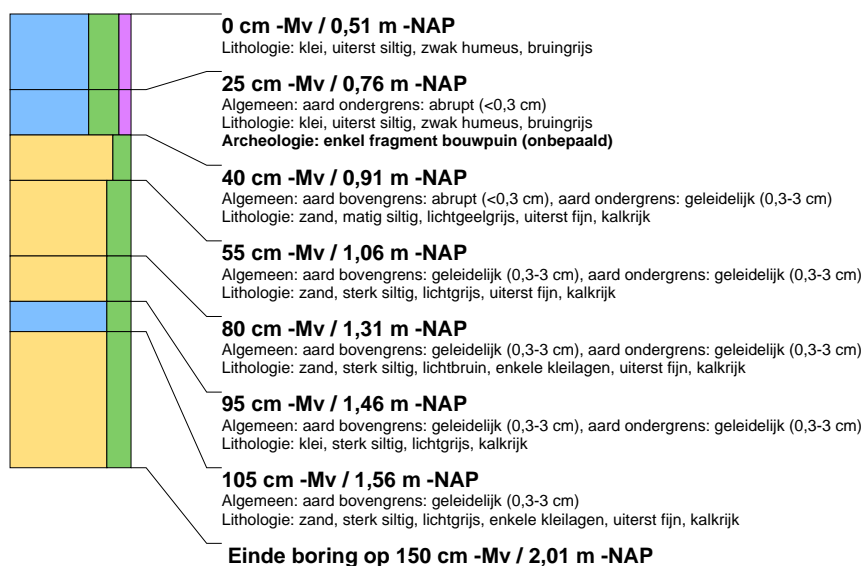 0 cm -Mv / 0,51 m -NAP
Lithologie: klei, uiterst siltig, zwak humeus, bruingrijs
25 cm -Mv / 0,76 m -NAP
Algemeen: aard ondergrens: abrupt (<0,3 cm)
Lithologie: klei, uiterst siltig, zwak humeus, bruingrijs
Archeologie: enkel fragment bouwpuin (onbepaald)
40 cm -Mv / 0,91 m -NAP
Algemeen: aard bovengrens: abrupt (<0,3 cm), aard ondergrens: geleidelijk (0,3-3 cm)
Lithologie: zand, matig siltig, lichtgeelgrijs, uiterst fijn, kalkrijk
55 cm -Mv / 1,06 m -NAP
Algemeen: aard bovengrens: geleidelijk (0,3-3 cm), aard ondergrens: geleidelijk (0,3-3 cm)
Lithologie: zand, sterk siltig, lichtgrijs, uiterst fijn, kalkrijk
80 cm -Mv / 1,31 m -NAP
Algemeen: aard bovengrens: geleidelijk (0,3-3 cm), aard ondergrens: geleidelijk (0,3-3 cm)
Lithologie: zand, sterk siltig, lichtbruin, enkele kleilagen, uiterst fijn, kalkrijk
95 cm -Mv / 1,46 m -NAP
Algemeen: aard bovengrens: geleidelijk (0,3-3 cm), aard ondergrens: geleidelijk (0,3-3 cm)
Lithologie: klei, sterk siltig, lichtgrijs, kalkrijk
105 cm -Mv / 1,56 m -NAP
Algemeen: aard bovengrens: geleidelijk (0,3-3 cm)
Lithologie: zand, sterk siltig, lichtgrijs, enkele kleilagen, uiterst fijn, kalkrijk
Einde boring op 150 cm -Mv / 2,01 m -NAP